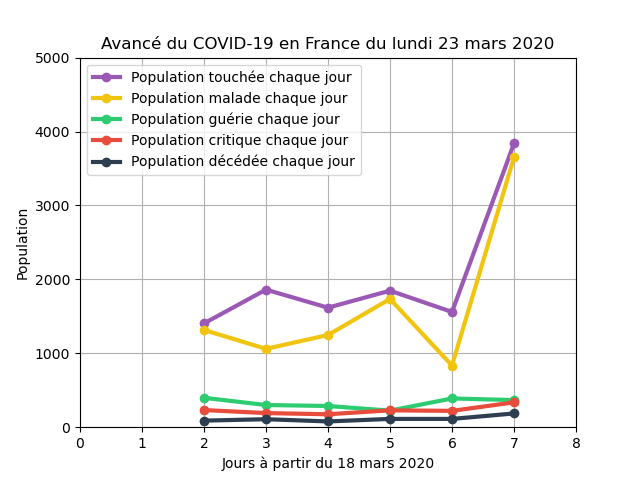 Avancé du COVID-19 en France du lundi 23 mars 2020
5000
4000
3000
2000
1000
0
Population
Population touchée chaque jour
Population malade chaque jour
Population guérie chaque jour
Population critique chaque jour
Population décédée chaque jour
0 1 2 3 4 5 6 7 8
Jours à partir du 18 mars 2020